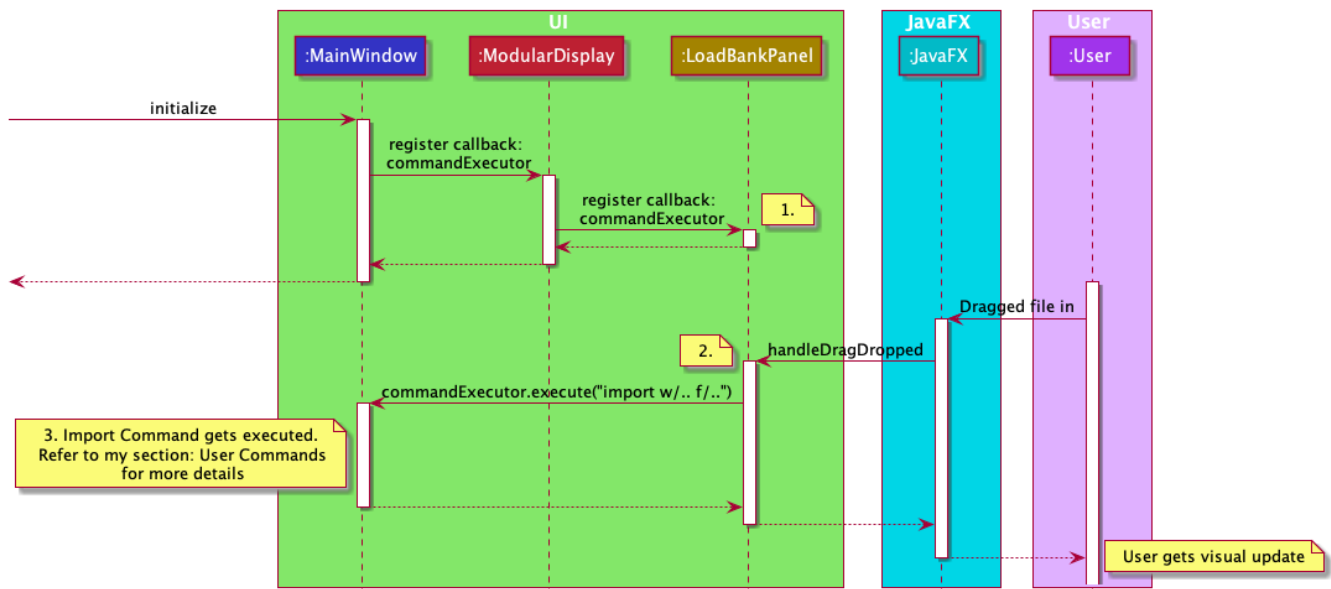 UI
JavaFX
User
:MainWindow
:ModularDisplay
:LoadBankPanel
:JavaFX
:User
initialize
register callback:
commandExecutor
register callback:
commandExecutor
1.
Dragged file in
handleDragDropped
2.
commandExecutor.execute("import w/.. f/..")
3. Import Command gets executed.
Refer to my section: User Commands
for more details
User gets visual update